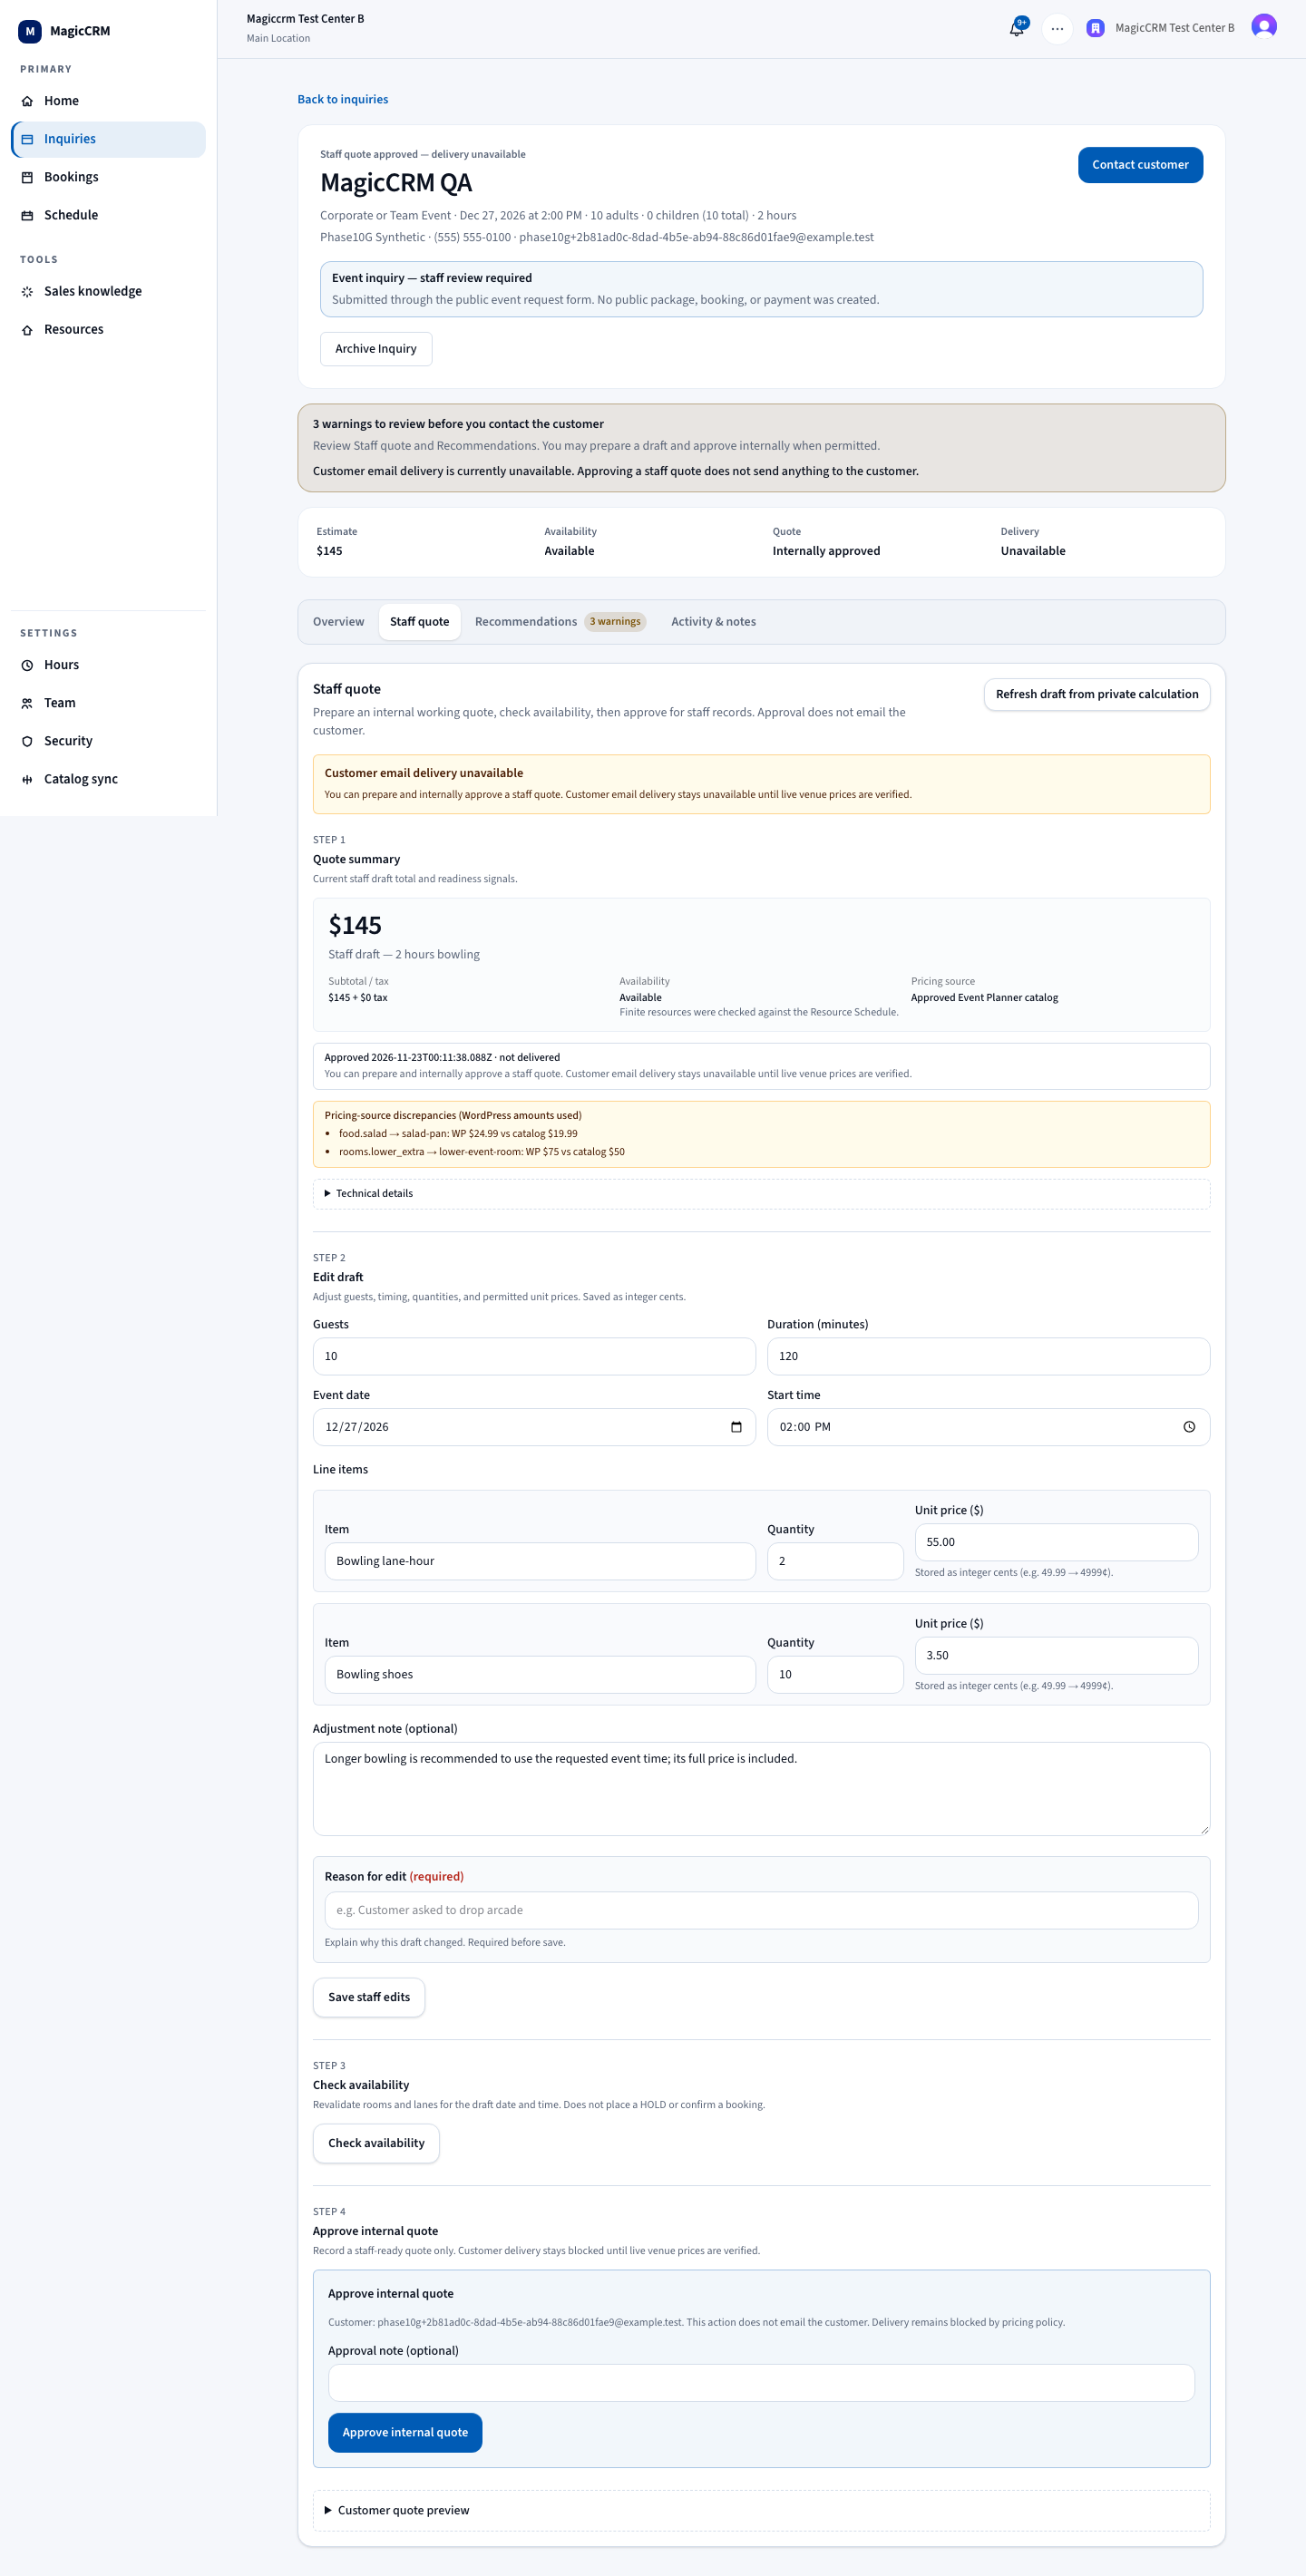 M MagicCRM
PRIMARY
Home
Inquiries
Bookings
Schedule
TOOLS
Sales knowledge
Resources
SETTINGS
Hours
Team
Security
Catalog sync
Magiccrm Test Center B
Main Location
9+
MagicCRM Test Center B
Back to inquiries
Staff quote approved — delivery unavailable
MagicCRM QA
Contact customer
Corporate or Team Event · Dec 27, 2026 at 2:00 PM · 10 adults · 0 children (10 total) · 2 hours
Phase10G Synthetic · (555) 555-0100 · phase10g+2b81ad0c-8dad-4b5e-ab94-88c86d01fae9@example.test
Event inquiry — staff review required
Submitted through the public event request form. No public package, booking, or payment was created.
Archive Inquiry
3 warnings to review before you contact the customer
Review Staff quote and Recommendations. You may prepare a draft and approve internally when permitted.
Customer email delivery is currently unavailable. Approving a staff quote does not send anything to the customer.
Estimate Availability Quote Delivery
$145 Available Internally approved Unavailable
Overview Staff quote Recommendations 3 warnings Activity & notes
Staff quote
Refresh draft from private calculation
Prepare an internal working quote, check availability, then approve for staff records. Approval does not email the
customer.
Customer email delivery unavailable
You can prepare and internally approve a staff quote. Customer email delivery stays unavailable until live venue prices are verified.
STEP 1
Quote summary
Current staff draft total and readiness signals.
$145
Staff draft — 2 hours bowling
Subtotal / tax Availability Pricing source
$145 + $0 tax Available Approved Event Planner catalog
Finite resources were checked against the Resource Schedule.
Approved 2026-11-23T00:11:38.088Z · not delivered
You can prepare and internally approve a staff quote. Customer email delivery stays unavailable until live venue prices are verified.
Pricing-source discrepancies (WordPress amounts used)
• food.salad → salad-pan: WP $24.99 vs catalog $19.99
• rooms.lower_extra → lower-event-room: WP $75 vs catalog $50
▶ Technical details
STEP 2
Edit draft
Adjust guests, timing, quantities, and permitted unit prices. Saved as integer cents.
Guests Duration (minutes)
10 120
Event date Start time
12/27/2026 02:00 PM
Line items
Item Quantity Unit price ($)
Bowling lane-hour 2 55.00
Stored as integer cents (e.g. 49.99 → 4999¢).
Item Quantity Unit price ($)
Bowling shoes 10 3.50
Stored as integer cents (e.g. 49.99 → 4999¢).
Adjustment note (optional)
Longer bowling is recommended to use the requested event time; its full price is included.
Reason for edit (required)
e.g. Customer asked to drop arcade
Explain why this draft changed. Required before save.
Save staff edits
STEP 3
Check availability
Revalidate rooms and lanes for the draft date and time. Does not place a HOLD or confirm a booking.
Check availability
STEP 4
Approve internal quote
Record a staff-ready quote only. Customer delivery stays blocked until live venue prices are verified.
Approve internal quote
Customer: phase10g+2b81ad0c-8dad-4b5e-ab94-88c86d01fae9@example.test. This action does not email the customer. Delivery remains blocked by pricing policy.
Approval note (optional)
Approve internal quote
▶ Customer quote preview